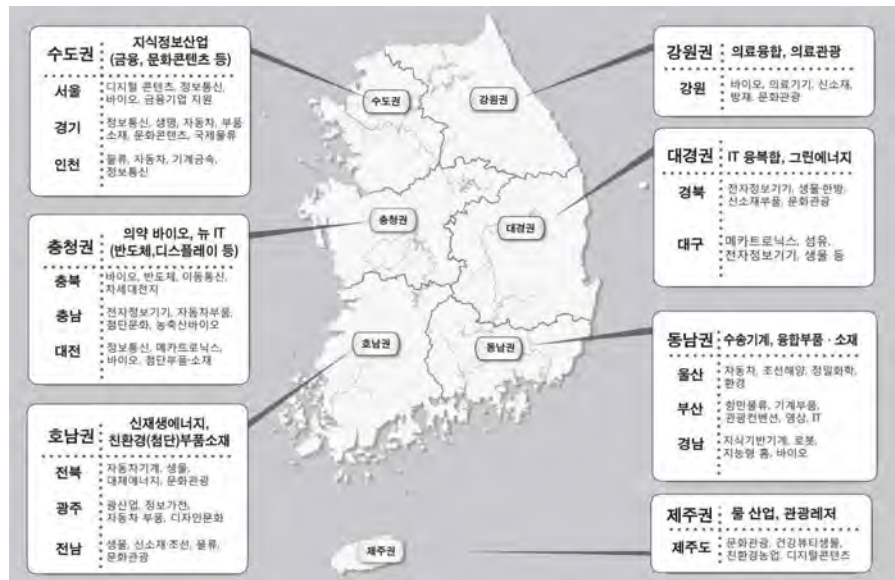 수도권 지식정보산업
(금융, 문화콘텐츠 등)
서울 디지털 콘텐츠, 정보통신,
바이오, 금융기업 지원
경기 정보통신, 생명, 자동차, 부품
소재, 문화콘텐츠, 국제물류
인천 물류, 자동차, 기계금속,
정보통신
충청권 의약 바이오, 뉴 IT
(반도체,디스플레이 등)
충북 바이오, 반도체, 이동통신,
차세대전지
충남 전자정보기기, 자동차부품,
첨단문화, 농축산바이오
대전 정보통신, 메카트로닉스,
바이오, 첨단부품·소재
호남권 신재생에너지,
친환경(첨단)부품소재
전북 자동차기계, 생물,
대체에너지, 문화관광
광주 광산업, 정보가전,
자동차 부품, 디자인문화
전남 생물, 신소재·조선, 물류,
문화관광
수도권
강원권
충청권
대경권
호남권
동남권
제주권
강원권 의료융합, 의료관광
강원 바이오, 의료기기, 신소재,
방재, 문화관광
대경권 IT 융복합, 그린에너지
경북 전자정보기기, 생물·한방,
신소재부품, 문화관광
대구 메카트로닉스, 섬유,
전자정보기기, 생물 등
동남권 수송기계, 융합부품·소재
울산 자동차, 조선해양, 정밀화학,
환경
부산 항만물류, 기계부품,
관광컨벤션, 영상, IT
경남 지식기반기계, 로봇,
지능형 홈, 바이오
제주권 물 산업, 관광레저
제주도 문화관광, 건강뷰티생물,
친환경농업, 디지털콘텐츠